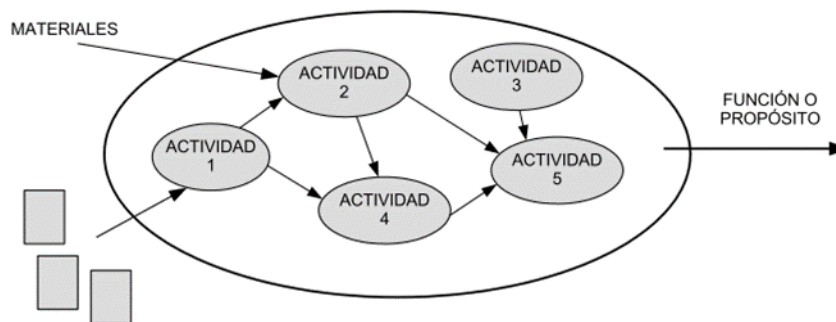 MATERIALES
ACTIVIDAD
2
ACTIVIDAD
3
FUNCIÓN O
PROPÓSITO
ACTIVIDAD
1
ACTIVIDAD
5
ACTIVIDAD
4